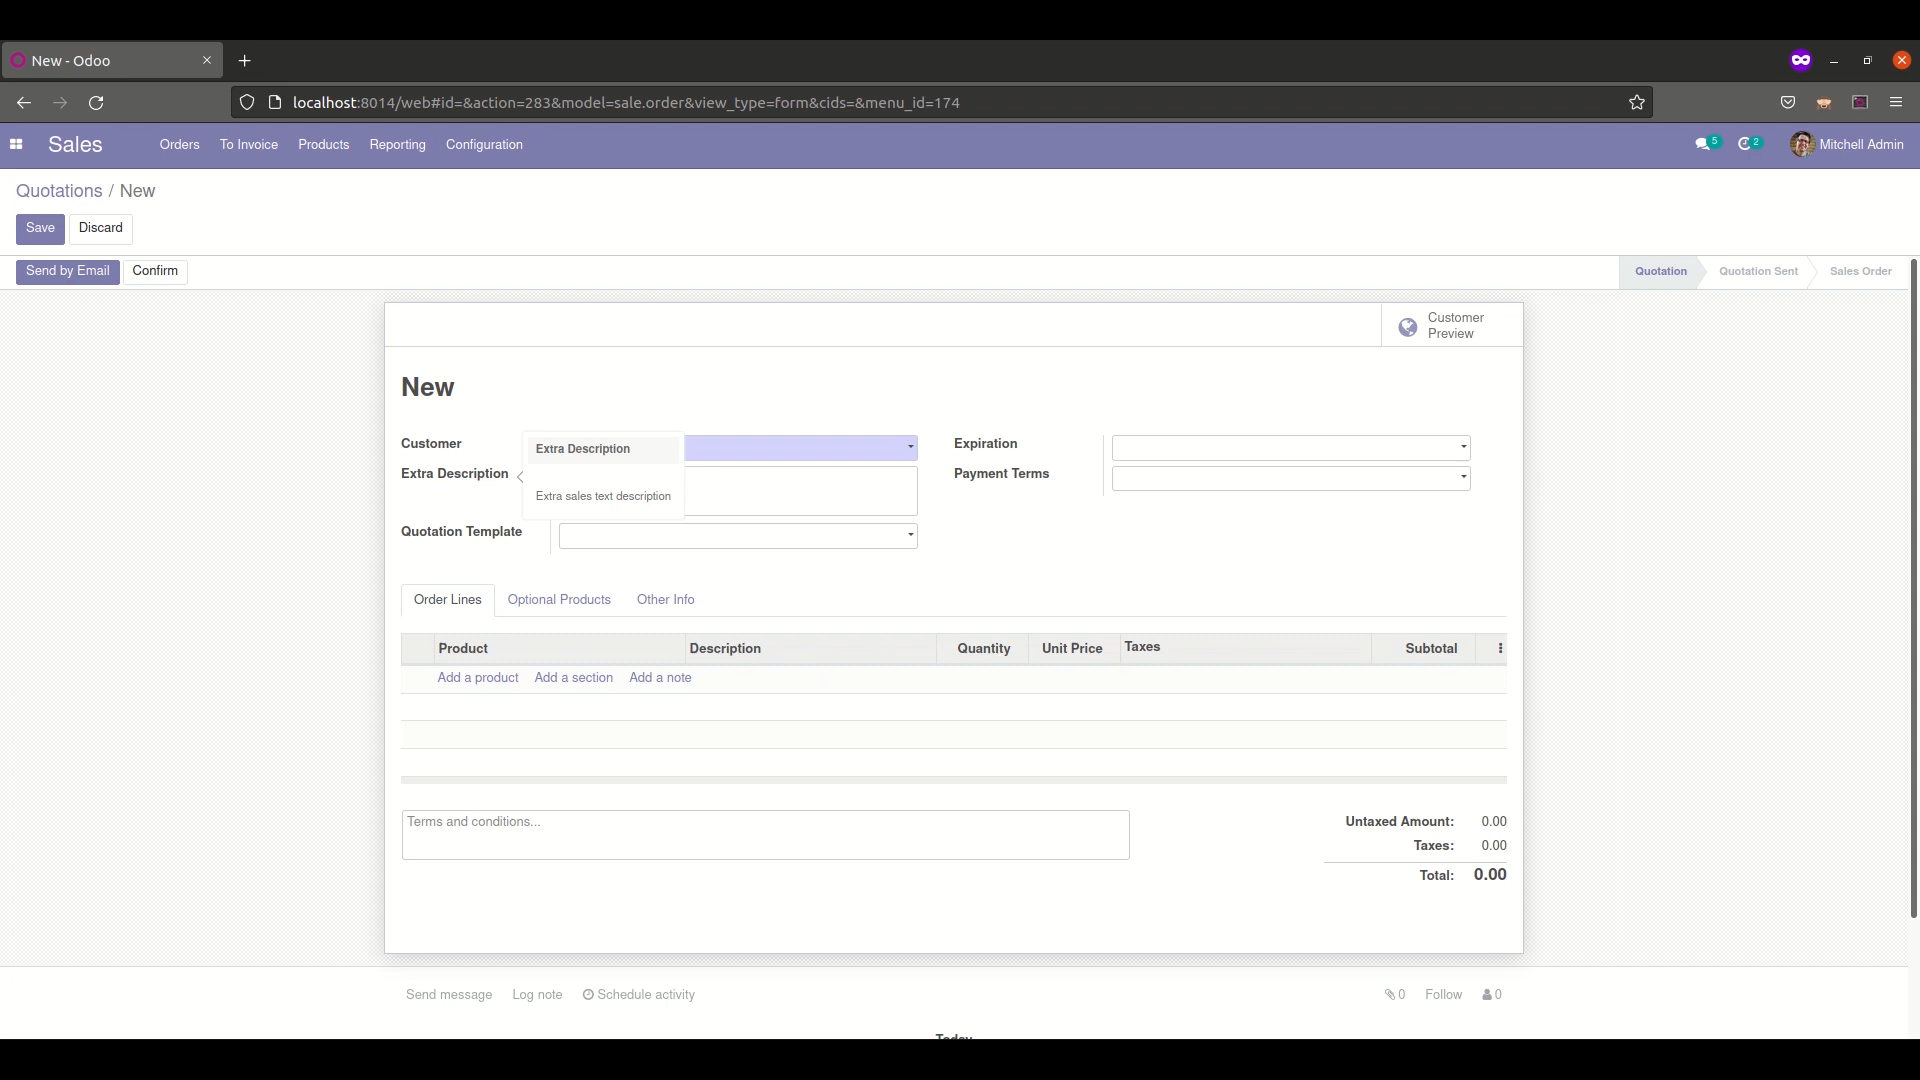 New - Odoo
localhost:8014/web#id=&action=283&model=sale.order&view_type=form&cids=&menu_id=174
Sales Orders To Invoice Products Reporting Configuration 5 2 Mitchell Admin
Quotations / New
Save Discard
Send by Email Confirm Quotation Quotation Sent Sales Order
Customer
Preview
New
Customer Extra Description Expiration
Extra Description Payment Terms
Extra sales text description
Quotation Template
Order Lines Optional Products Other Info
Product Description Quantity Unit Price Taxes Subtotal
Add a product Add a section Add a note
Terms and conditions... Untaxed Amount: 0.00
Taxes: 0.00
Total: 0.00
Send message Log note Schedule activity 0 Follow 0
Today